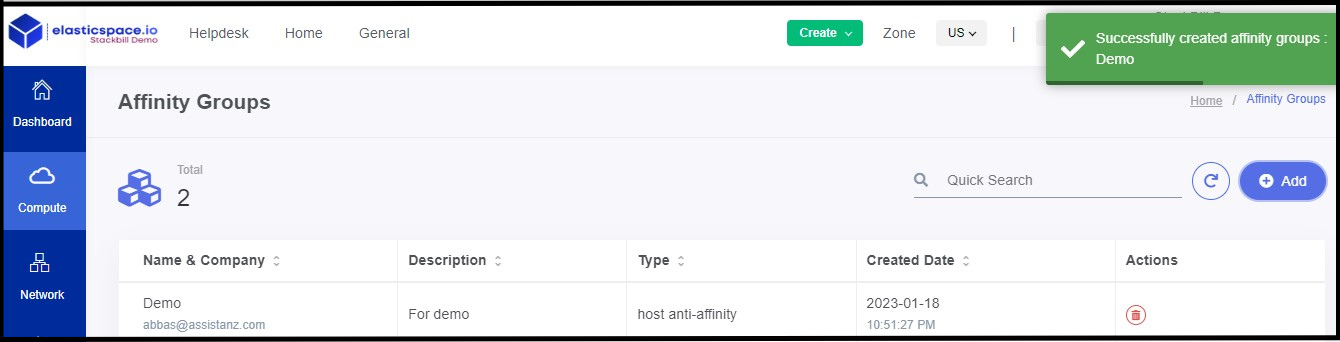 elasticspace.io
Stackbill Demo
Helpdesk
Home
General
Create
Zone
US
|
Successfully created affinity groups :
Demo
Dashboard
Compute
Network
Affinity Groups
Home / Affinity Groups
Total
2
Quick Search
Add
Name & Company
Description
Type
Created Date
Actions
Demo
abbas@assistanz.com
For demo
host anti-affinity
2023-01-18
10:51:27 PM